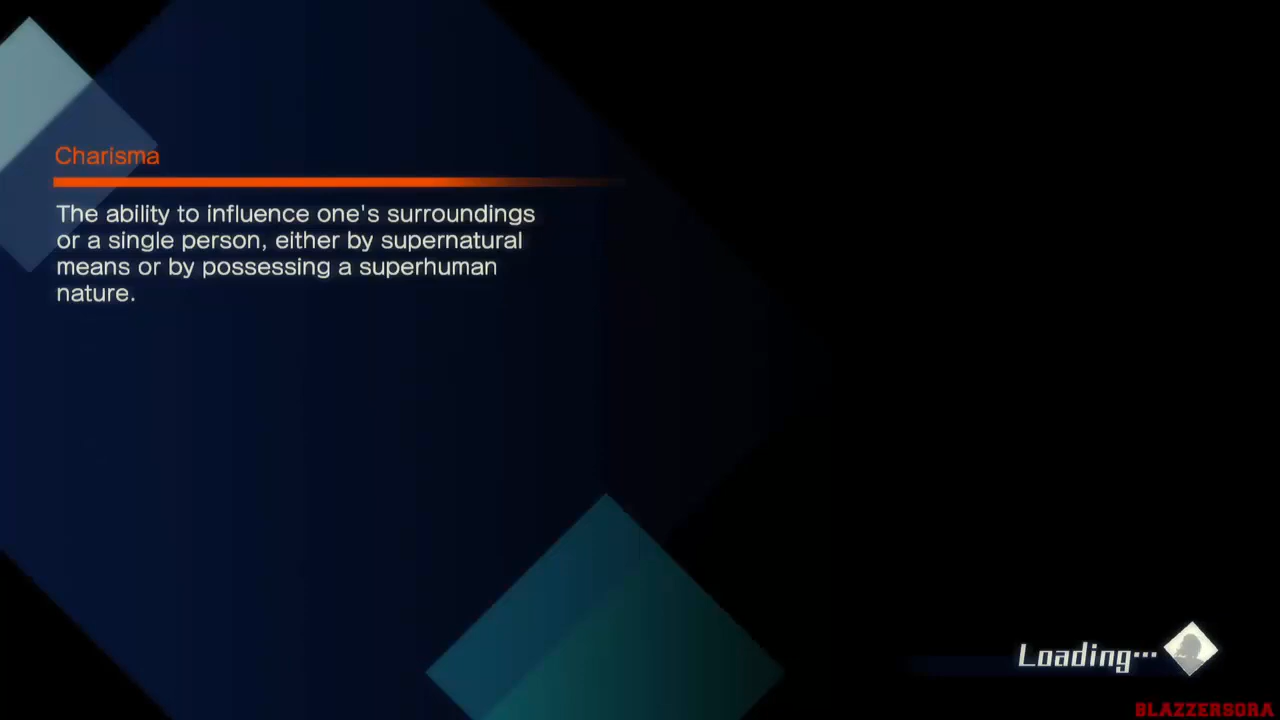 Charisma
The ability to influence one's surroundings
or a single person, either by supernatural
means or by possessing a superhuman
nature.
Loading…
BLAZZERSORA